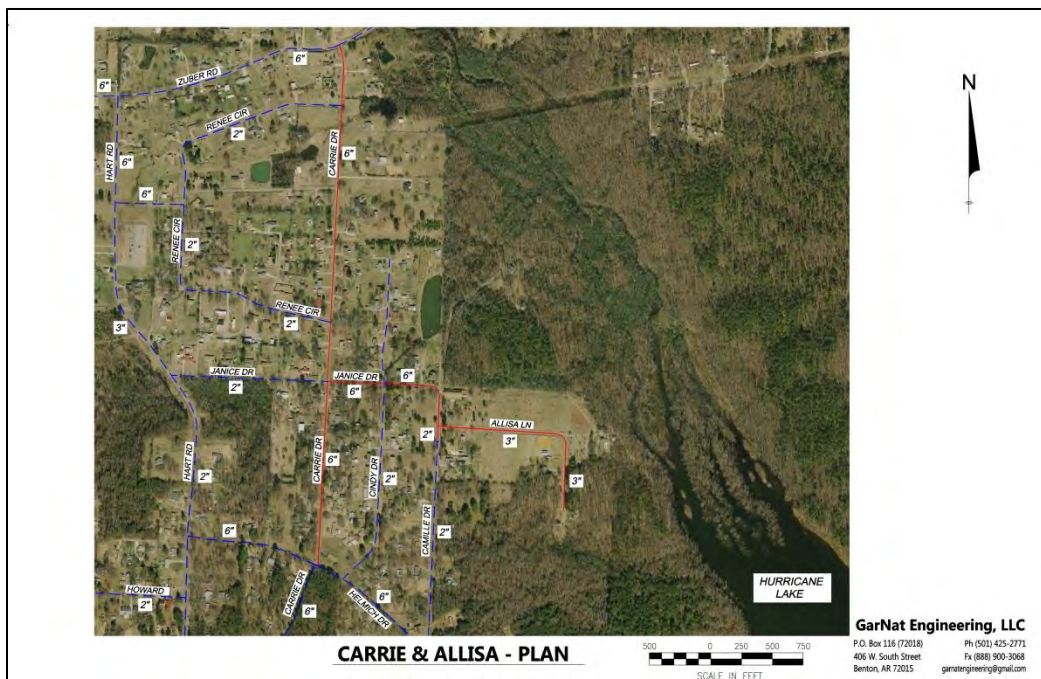 6"
ZUBER RD
6"
N
RENEE CIR
2"
HART RD
6"
CARRIE DR
6"
6"
RENEE CIR
2"
RENEE CIR
2"
3"
JANICE DR
2"
JANICE DR
6"
6"
ALLISA LN
3"
2"
HART RD
2"
CARRIE DR
6"
CINDY DR
2"
3"
CAMILLE DR
2"
6"
HOWARD
2"
CARRIE DR
6"
HELMICH DR
6"
HURRICANE
LAKE
CARRIE & ALLISA - PLAN
500 0 250 500 750
SCALE IN FEET
GarNat Engineering, LLC
P.O. Box 116 (72018) Ph (501) 425-2771
406 W. South Street Fx (888) 900-3068
Benton, AR 72015 garnatengineering@gmail.com